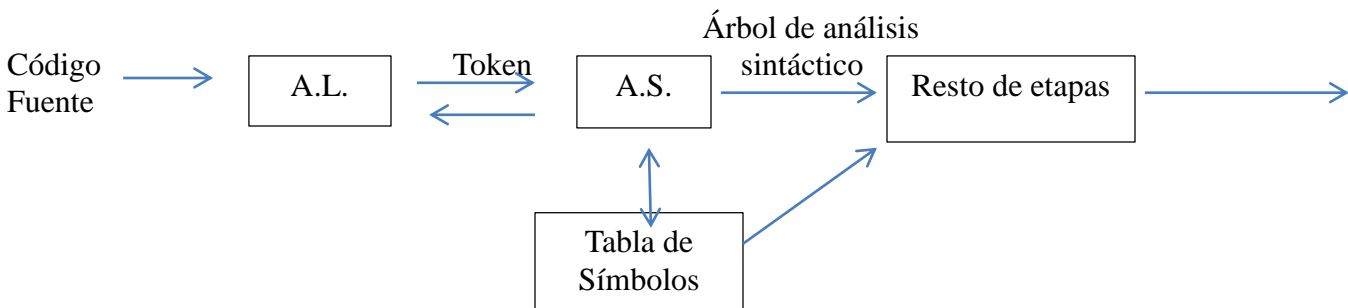 Código
Fuente
A.L.
Token
A.S.
Árbol de análisis
sintáctico
Resto de etapas
Tabla de
Símbolos